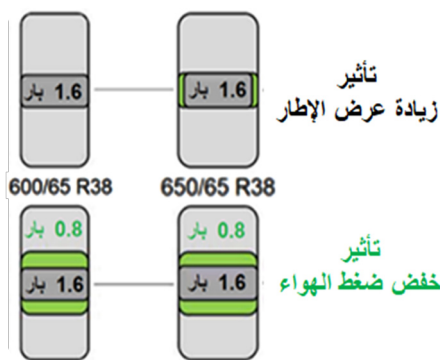 1.6 بار
1.6 بار
تأثير
زيادة عرض الإطار
600/65 R38
650/65 R38
0.8 بار
0.8 بار
تأثير
خفض ضغط الهواء
1.6 بار
1.6 بار